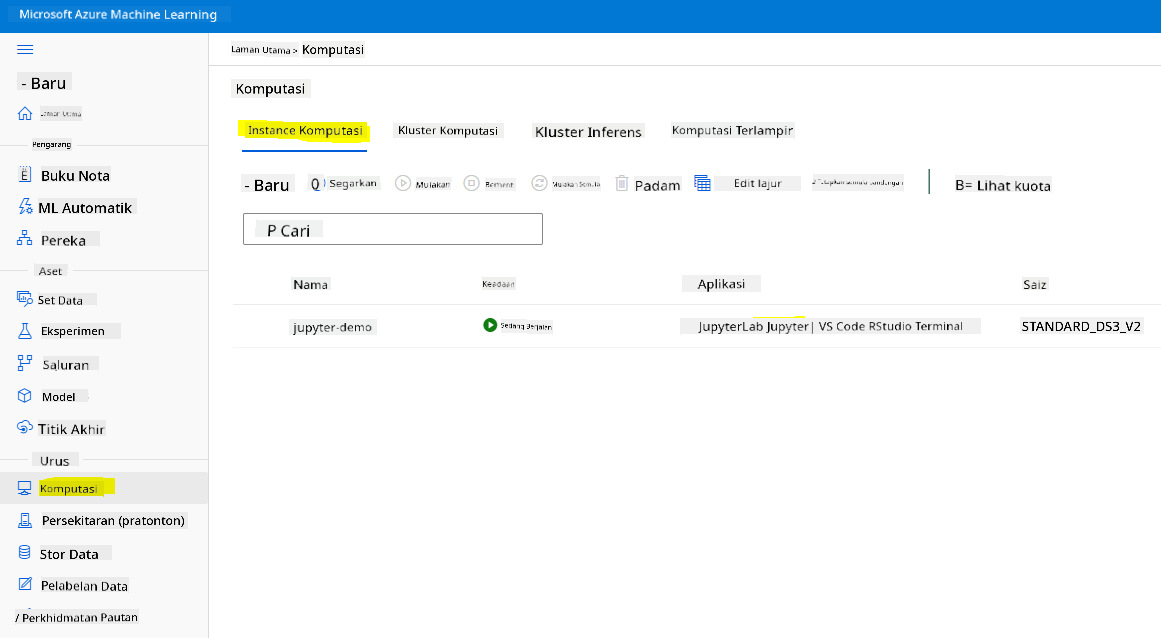 Microsoft Azure Machine Learning
Laman Utama > Komputasi
- Baru
Laman Utama
Pengarang
Buku Nota
ML Automatik
Pereka
Aset
Set Data
Eksperimen
Saluran
Model
Titik Akhir
Urus
Komputasi
Persekitaran (pratonton)
Stor Data
Pelabelan Data
/ Perkhidmatan Pautan
Komputasi
Instance Komputasi Kluster Komputasi Kluster Inferens Komputasi Terlampir
- Baru Segarkan Mulakan Berhenti Mulakan Semula Padam Edit lajur Tetapkan semula pandangan B= Lihat kuota
P Cari
Nama Keadaan Aplikasi Saiz
jupyter-demo Sedang Berjalan JupyterLab Jupyter| VS Code RStudio Terminal STANDARD_DS3_V2